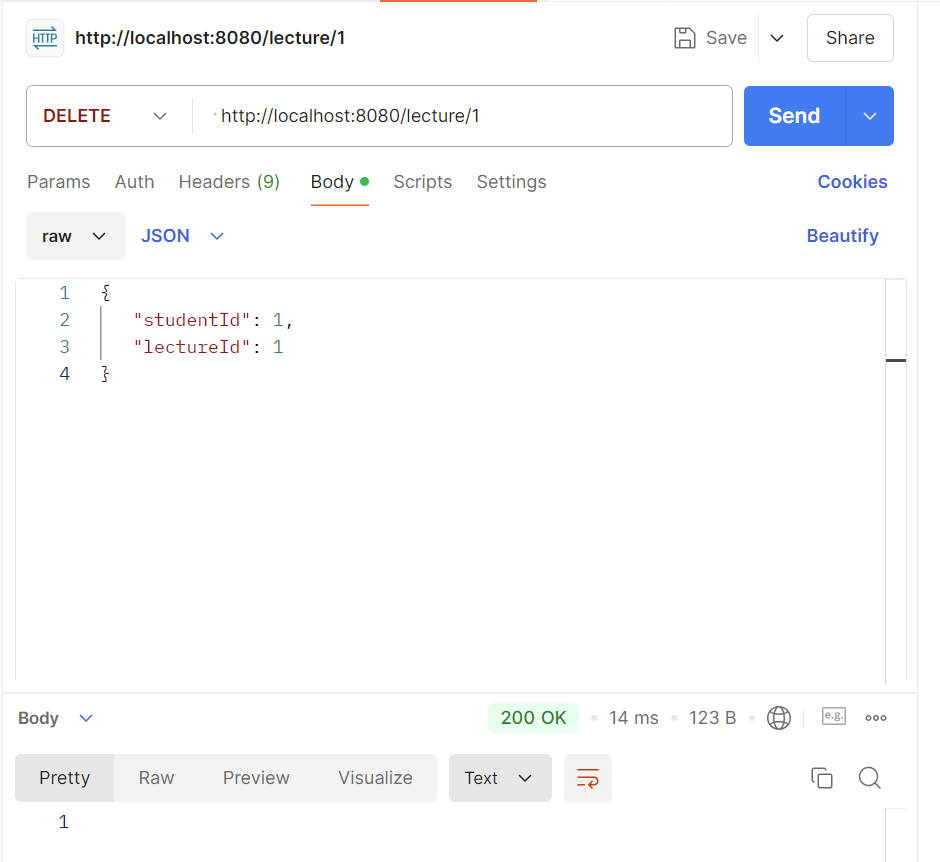 HTTP http://localhost:8080/lecture/1 Save Share
DELETE http://localhost:8080/lecture/1 Send
Params Auth Headers (9) Body Scripts Settings Cookies
raw JSON Beautify
1 {
2 "studentId": 1,
3 "lectureId": 1
4 }
Body 200 OK 14 ms 123 B e.g.
Pretty Raw Preview Visualize Text
1